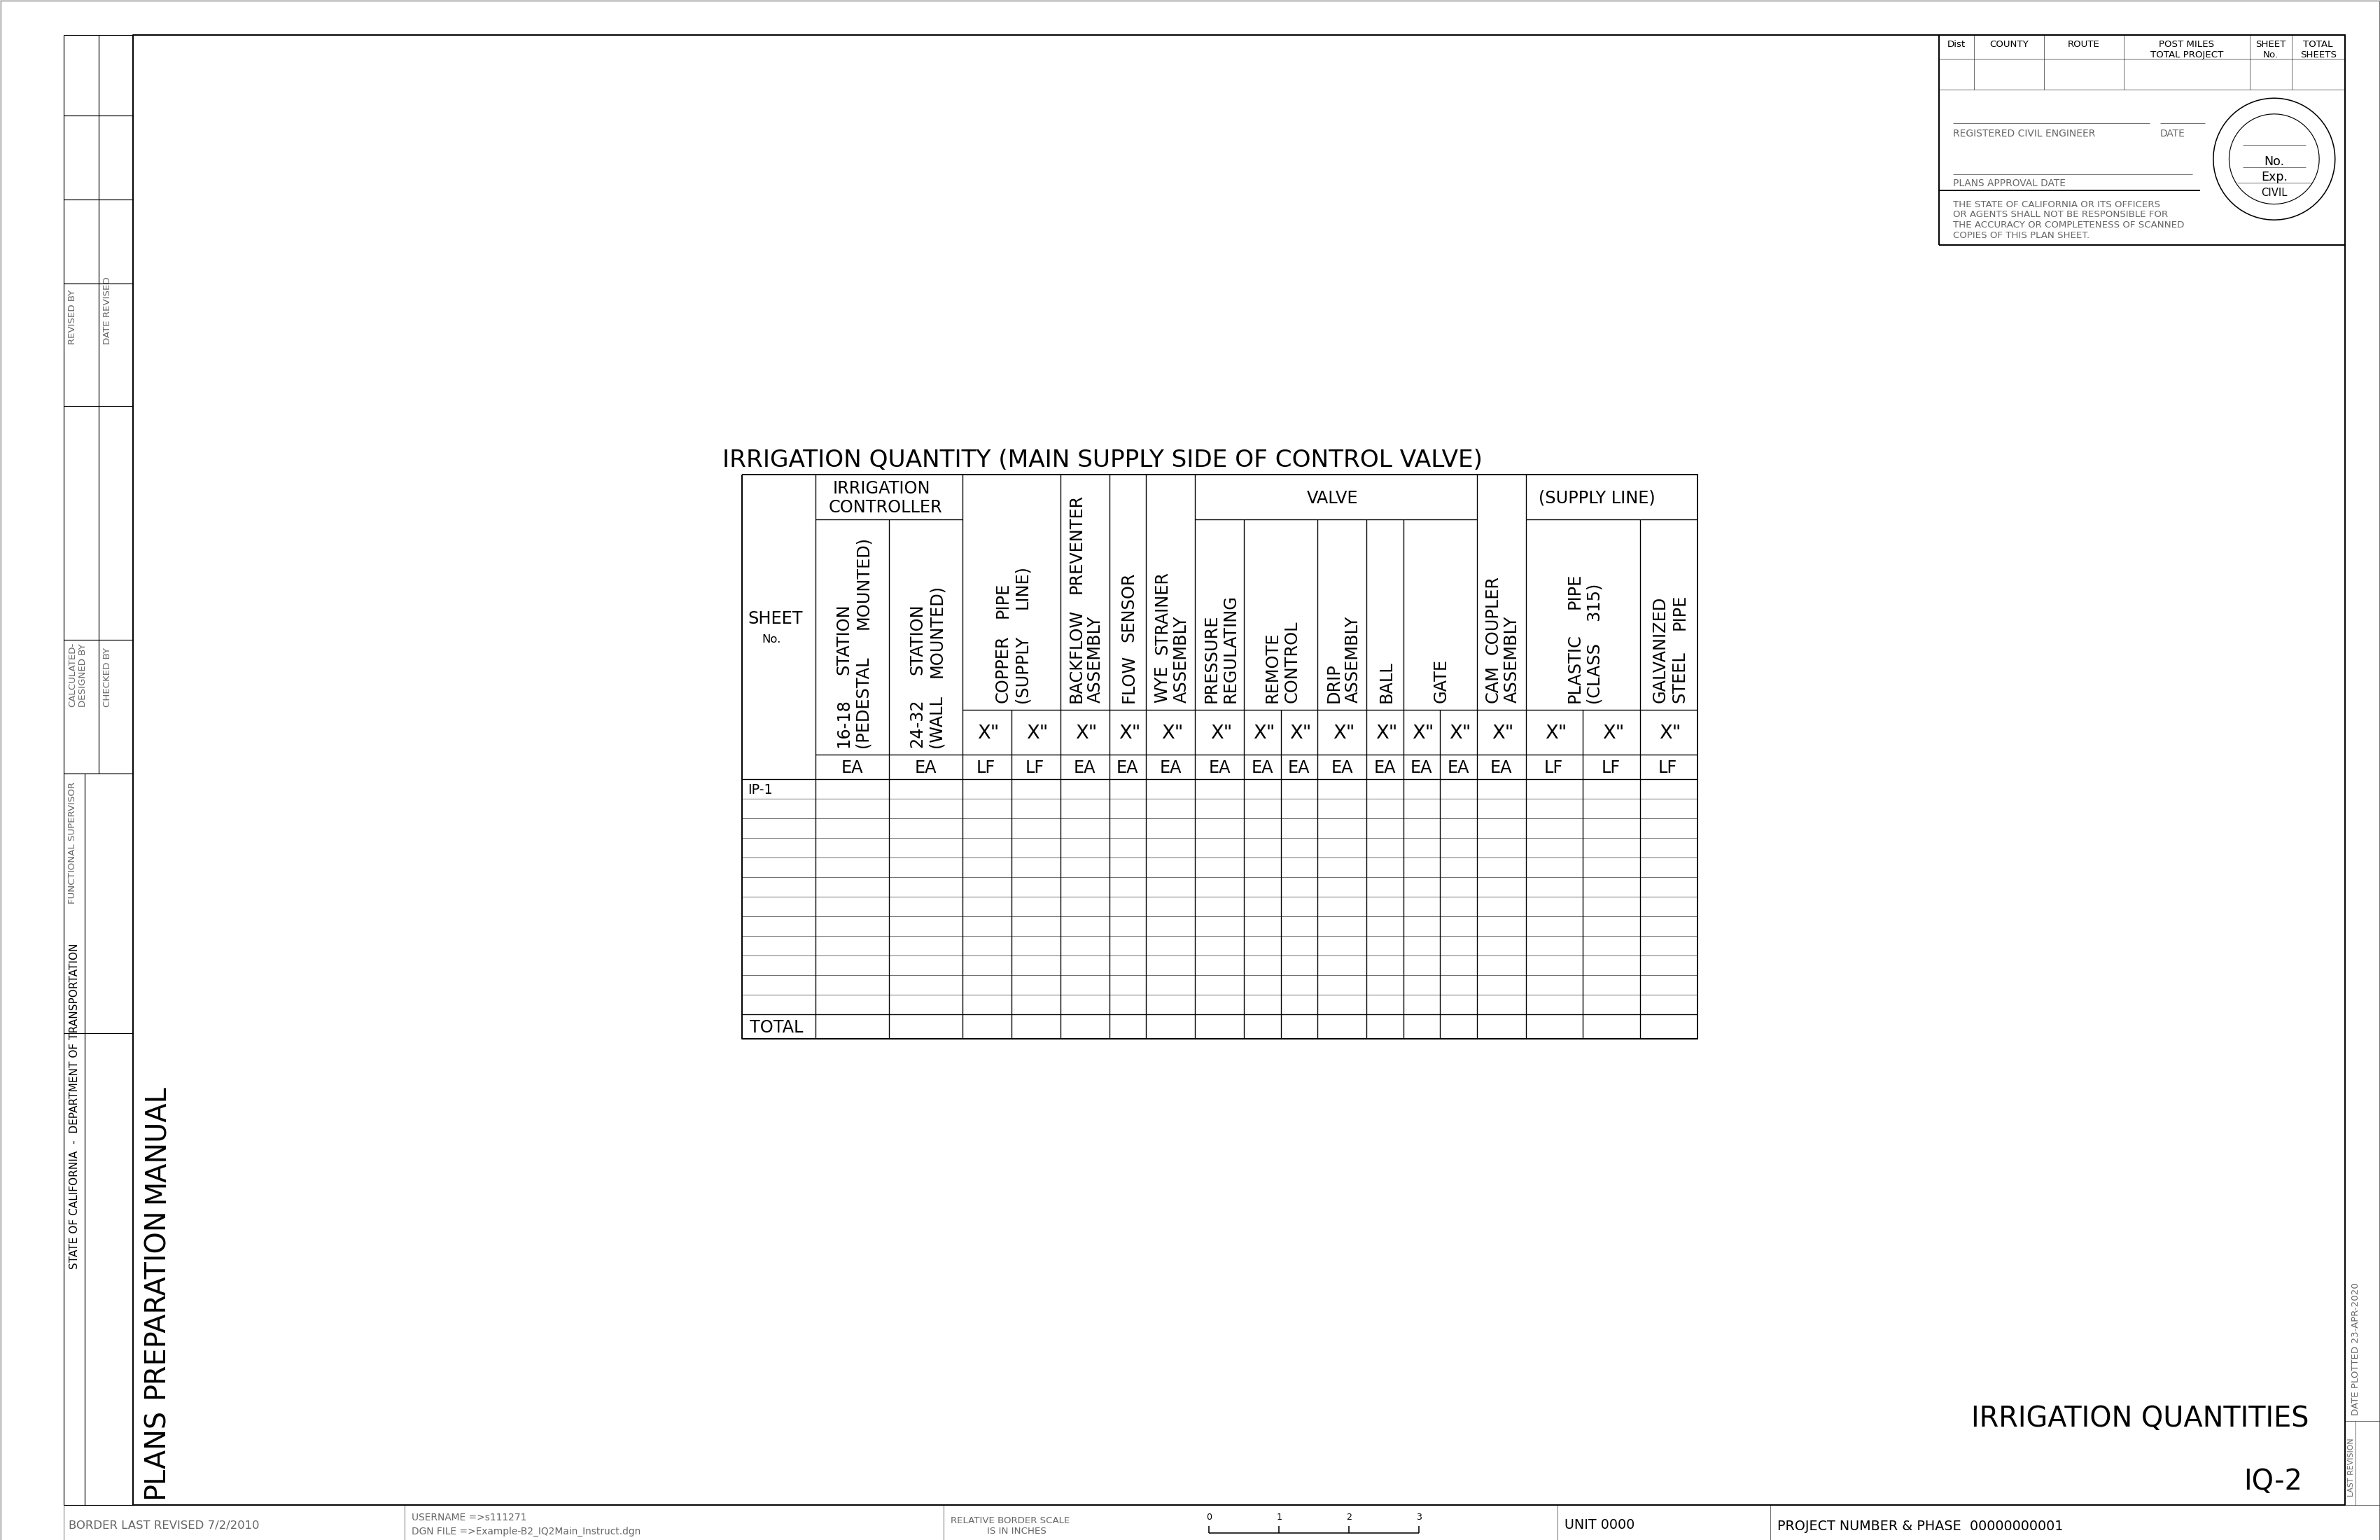 Dist COUNTY ROUTE POST MILES TOTAL PROJECT SHEET No. TOTAL SHEETS
REGISTERED CIVIL ENGINEER DATE
PLANS APPROVAL DATE
No.
Exp.
CIVIL
THE STATE OF CALIFORNIA OR ITS OFFICERS
OR AGENTS SHALL NOT BE RESPONSIBLE FOR
THE ACCURACY OR COMPLETENESS OF SCANNED
COPIES OF THIS PLAN SHEET.
REVISED BY
DATE REVISED
CALCULATED-
DESIGNED BY
CHECKED BY
FUNCTIONAL SUPERVISOR
STATE OF CALIFORNIA - DEPARTMENT OF TRANSPORTATION
PLANS PREPARATION MANUAL
IRRIGATION QUANTITY (MAIN SUPPLY SIDE OF CONTROL VALVE)
SHEET
No.
IRRIGATION
CONTROLLER
16-18 STATION
(PEDESTAL MOUNTED)
24-32 STATION
(WALL MOUNTED)
COPPER PIPE
(SUPPLY LINE)
BACKFLOW PREVENTER
ASSEMBLY
FLOW SENSOR
WYE STRAINER
ASSEMBLY
VALVE
PRESSURE
REGULATING
REMOTE
CONTROL
DRIP
ASSEMBLY
BALL
GATE
CAM COUPLER
ASSEMBLY
(SUPPLY LINE)
PLASTIC PIPE
(CLASS 315)
GALVANIZED
STEEL PIPE
X" X" X" X" X" X" X" X" X" X" X" X" X" X" X" X"
EA EA LF LF EA EA EA EA EA EA EA EA EA EA EA LF LF LF
IP-1
TOTAL
IRRIGATION QUANTITIES
IQ-2
DATE PLOTTED 23-APR-2020
LAST REVISION
BORDER LAST REVISED 7/2/2010
USERNAME =>s111271
DGN FILE =>Example-B2_IQ2Main_Instruct.dgn
RELATIVE BORDER SCALE
IS IN INCHES
0 1 2 3
UNIT 0000
PROJECT NUMBER & PHASE 00000000001